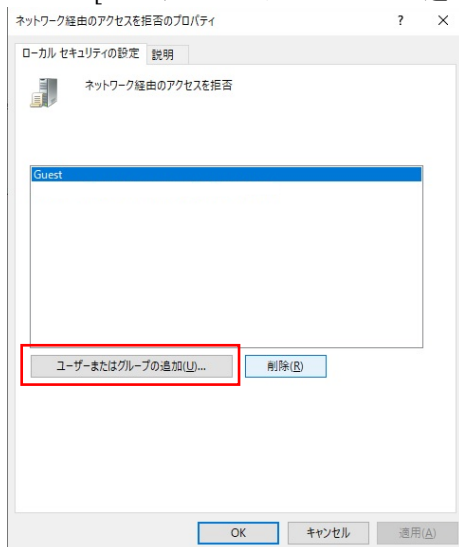 ネットワーク経由のアクセスを拒否のプロパティ ? ×
ローカル セキュリティの設定 説明
ネットワーク経由のアクセスを拒否
Guest
ユーザーまたはグループの追加(U)... 削除(R)
OK キャンセル 適用(A)